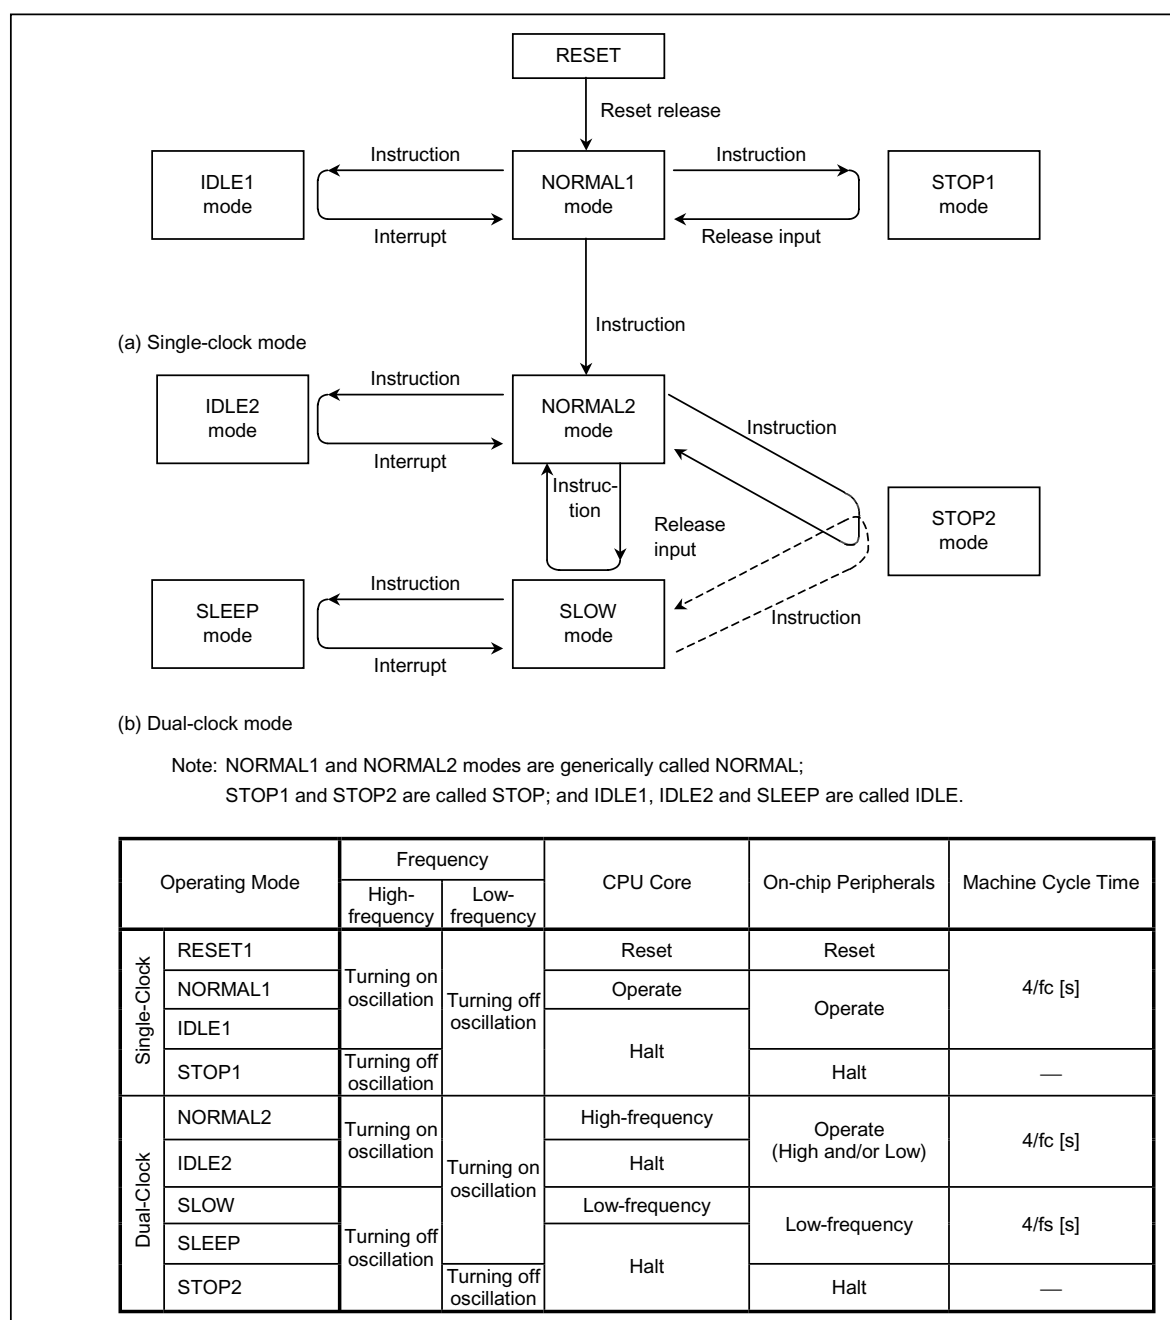 RESET
Reset release
Instruction
Instruction
IDLE1
mode
NORMAL1
mode
STOP1
mode
Interrupt
Release input
Instruction
(a) Single-clock mode
Instruction
IDLE2
mode
NORMAL2
mode
Instruction
Interrupt
Instruc-
tion
Release
input
STOP2
mode
Instruction
SLEEP
mode
SLOW
mode
Instruction
Interrupt
(b) Dual-clock mode
Note: NORMAL1 and NORMAL2 modes are generically called NORMAL;
STOP1 and STOP2 are called STOP; and IDLE1, IDLE2 and SLEEP are called IDLE.
Operating Mode
Frequency
High-
frequency
Low-
frequency
CPU Core
On-chip Peripherals
Machine Cycle Time
Single-Clock
RESET1
Turning on
oscillation
Turning off
oscillation
Reset
Reset
4/fc [s]
NORMAL1
Operate
Operate
IDLE1
Halt
STOP1
Turning off
oscillation
Halt
—
Dual-Clock
NORMAL2
Turning on
oscillation
Turning on
oscillation
High-frequency
Operate
(High and/or Low)
4/fc [s]
IDLE2
Halt
SLOW
Turning off
oscillation
Low-frequency
Low-frequency
4/fs [s]
SLEEP
Halt
STOP2
Turning off
oscillation
Halt
—